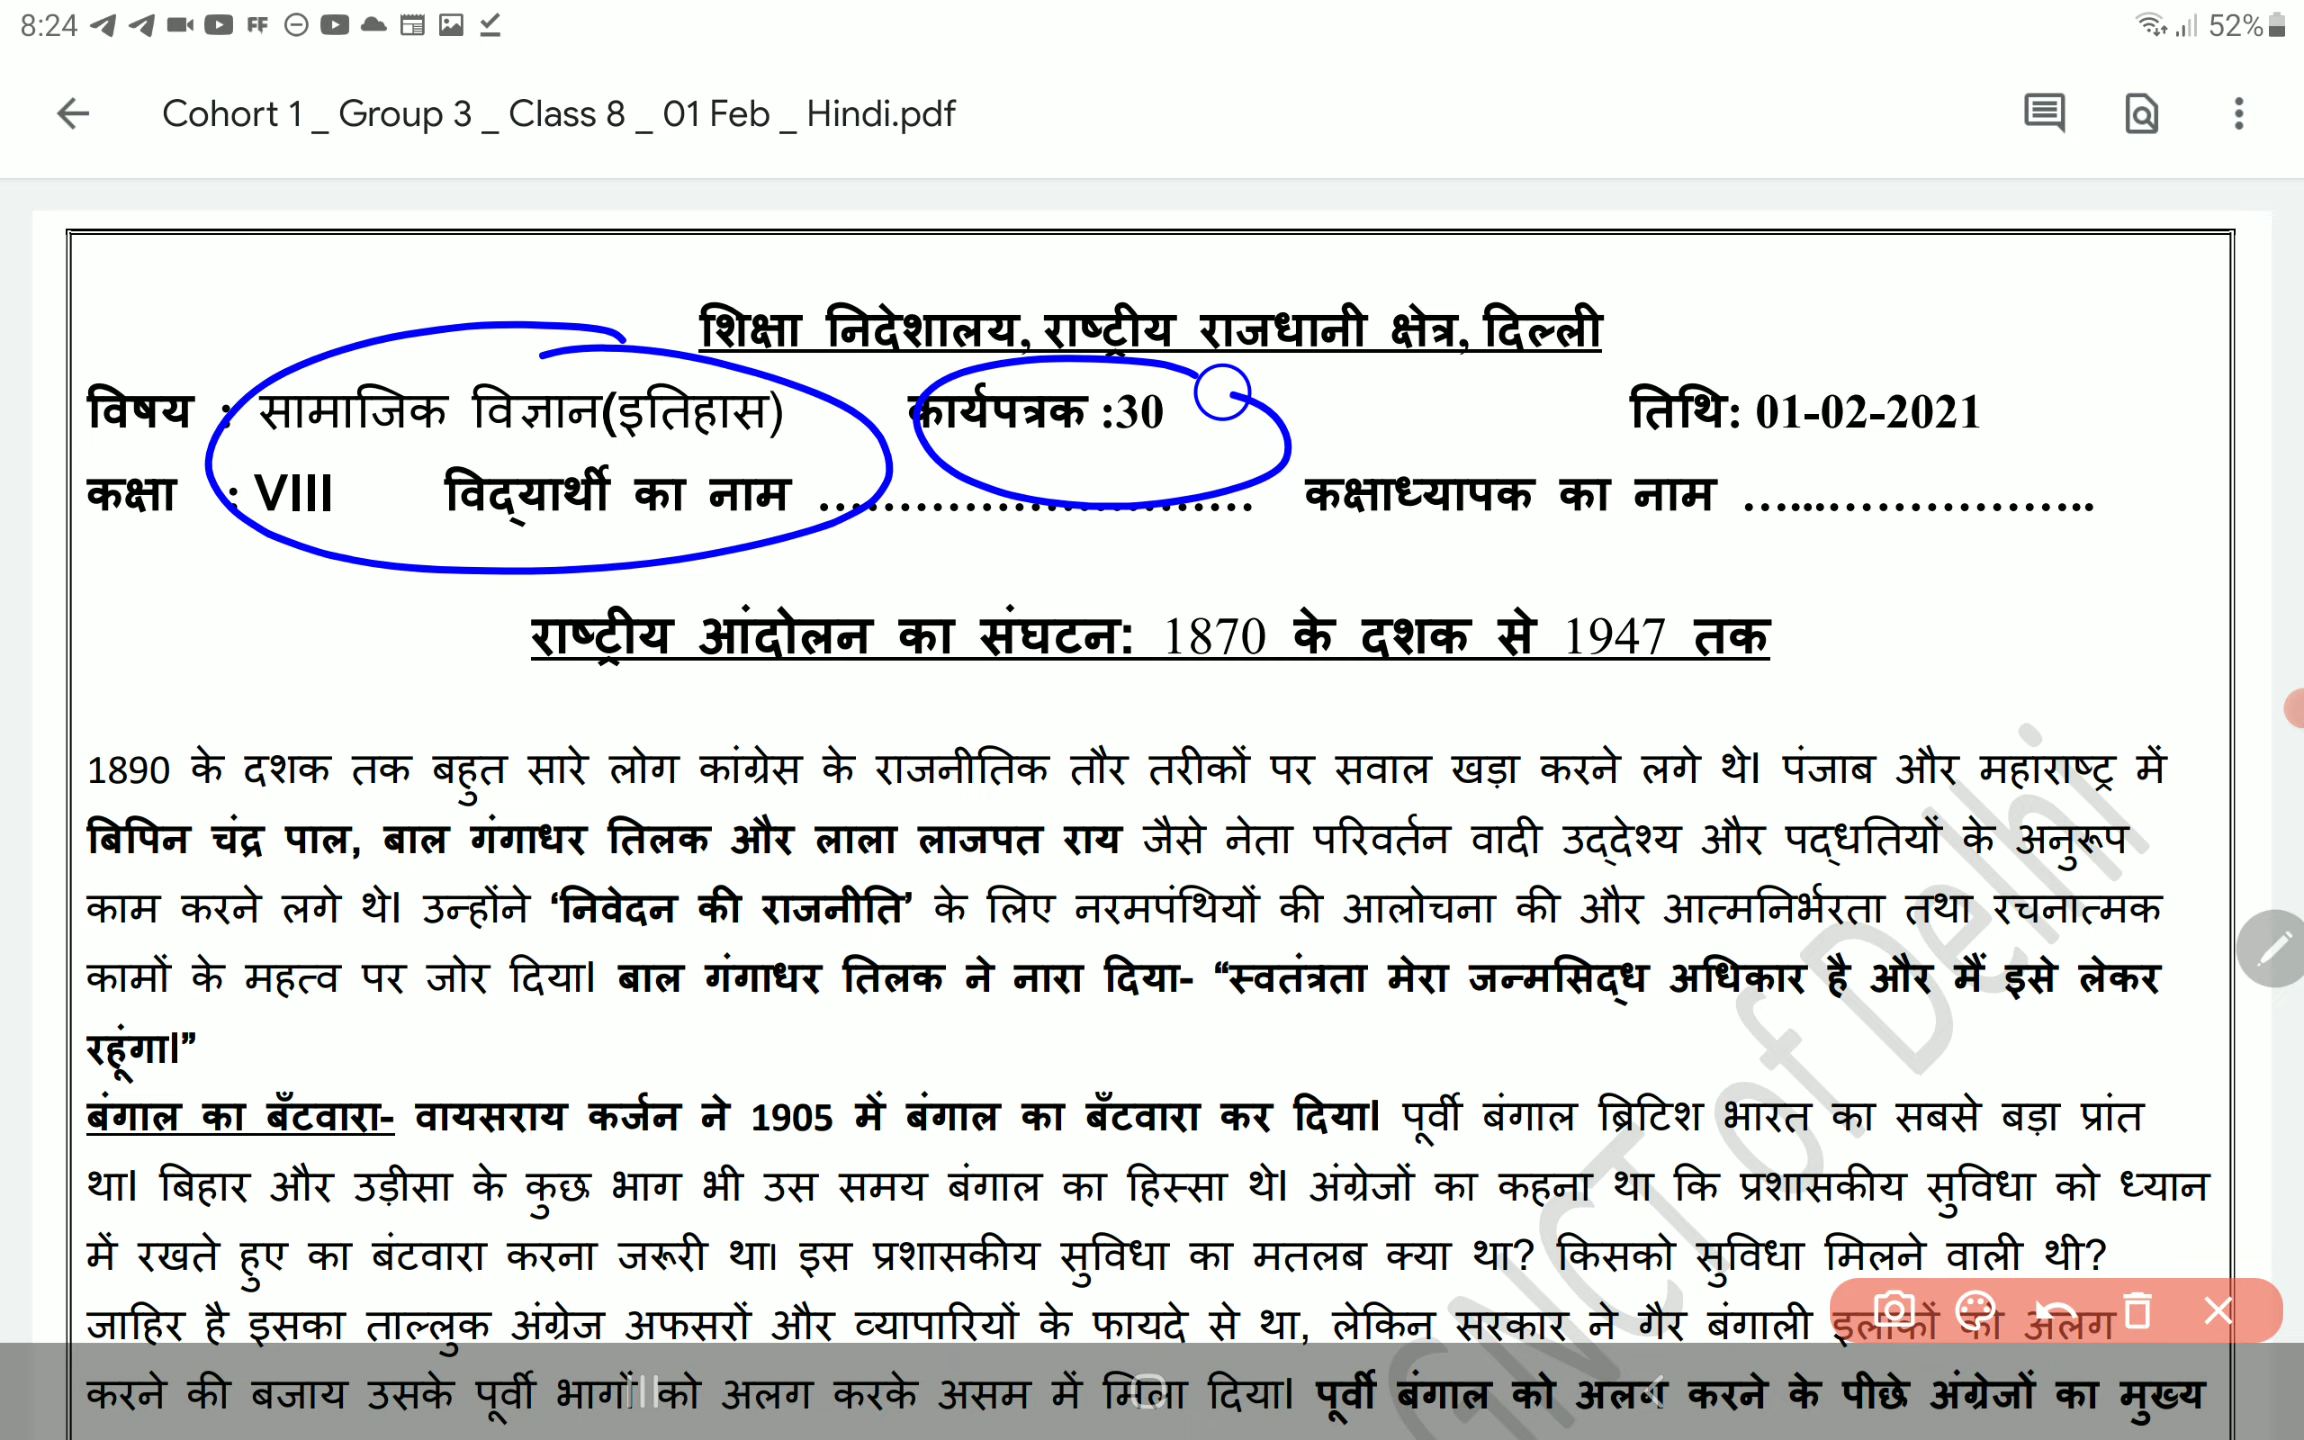 8:24 52%
Cohort 1 _ Group 3 _ Class 8 _ 01 Feb _ Hindi.pdf
शिक्षा निदेशालय, राष्ट्रीय राजधानी क्षेत्र, दिल्ली
विषय : सामाजिक विज्ञान(इतिहास) कार्यपत्रक :30 तिथि: 01-02-2021
कक्षा : VIII विद्यार्थी का नाम ........................... कक्षाध्यापक का नाम ......................
राष्ट्रीय आंदोलन का संघटन: 1870 के दशक से 1947 तक
1890 के दशक तक बहुत सारे लोग कांग्रेस के राजनीतिक तौर तरीकों पर सवाल खड़ा करने लगे थे। पंजाब और महाराष्ट्र में
बिपिन चंद्र पाल, बाल गंगाधर तिलक और लाला लाजपत राय जैसे नेता परिवर्तन वादी उद्देश्य और पद्धतियों के अनुरूप
काम करने लगे थे। उन्होंने ‘निवेदन की राजनीति’ के लिए नरमपंथियों की आलोचना की और आत्मनिर्भरता तथा रचनात्मक
कामों के महत्व पर जोर दिया। बाल गंगाधर तिलक ने नारा दिया- “स्वतंत्रता मेरा जन्मसिद्ध अधिकार है और मैं इसे लेकर
रहूंगा।”
बंगाल का बँटवारा- वायसराय कर्जन ने 1905 में बंगाल का बँटवारा कर दिया। पूर्वी बंगाल ब्रिटिश भारत का सबसे बड़ा प्रांत
था। बिहार और उड़ीसा के कुछ भाग भी उस समय बंगाल का हिस्सा थे। अंग्रेजों का कहना था कि प्रशासकीय सुविधा को ध्यान
में रखते हुए का बंटवारा करना जरूरी था। इस प्रशासकीय सुविधा का मतलब क्या था? किसको सुविधा मिलने वाली थी?
जाहिर है इसका ताल्लुक अंग्रेज अफसरों और व्यापारियों के फायदे से था, लेकिन सरकार ने गैर बंगाली इलाकों को अलग
करने की बजाय उसके पूर्वी भागों को अलग करके असम में मिला दिया। पूर्वी बंगाल को अलग करने के पीछे अंग्रेजों का मुख्य
GNCT of Delhi